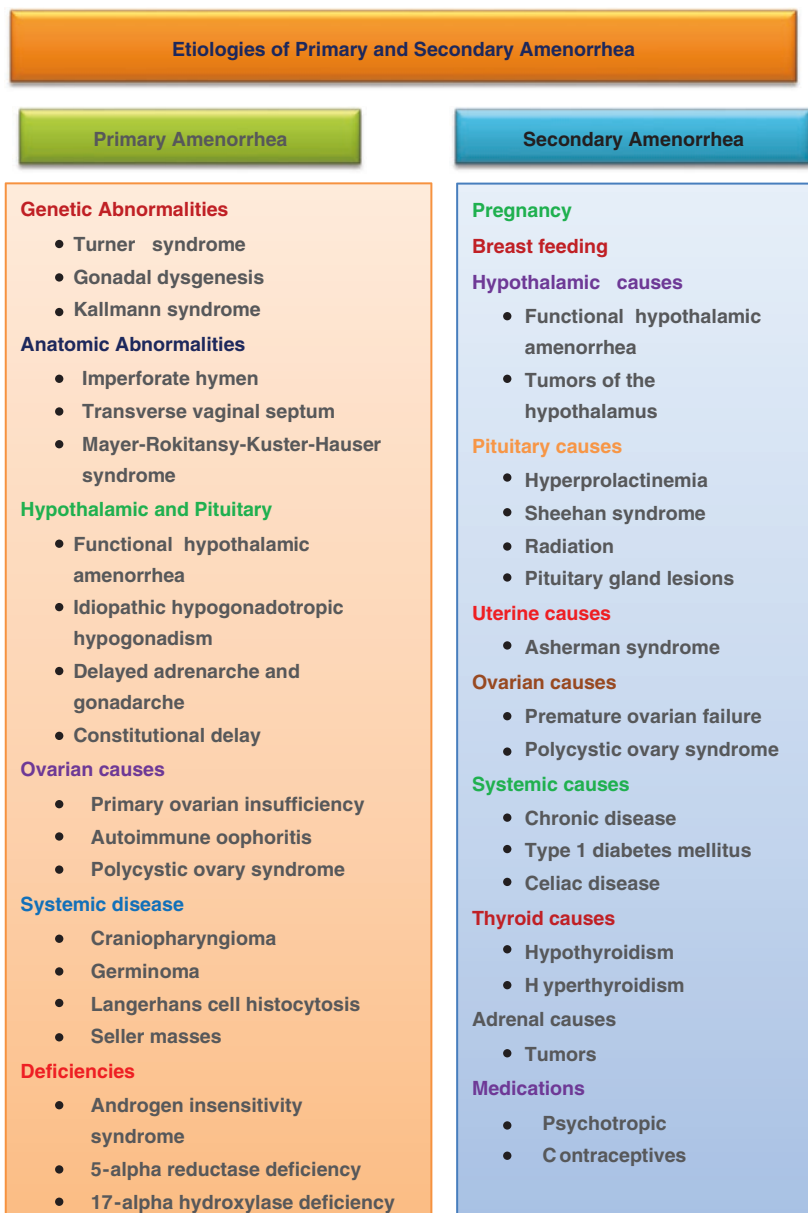 Etiologies of Primary and Secondary Amenorrhea
Primary Amenorrhea
Genetic Abnormalities
• Turner syndrome
• Gonadal dysgenesis
• Kallmann syndrome
Anatomic Abnormalities
• Imperforate hymen
• Transverse vaginal septum
• Mayer-Rokitansy-Kuster-Hauser
syndrome
Hypothalamic and Pituitary
• Functional hypothalamic
amenorrhea
• Idiopathic hypogonadotropic
hypogonadism
• Delayed adrenarche and
gonadarche
• Constitutional delay
Ovarian causes
• Primary ovarian insufficiency
• Autoimmune oophoritis
• Polycystic ovary syndrome
Systemic disease
• Craniopharyngioma
• Germinoma
• Langerhans cell histocytosis
• Seller masses
Deficiencies
• Androgen insensitivity
syndrome
• 5-alpha reductase deficiency
• 17-alpha hydroxylase deficiency
Secondary Amenorrhea
Pregnancy
Breast feeding
Hypothalamic causes
• Functional hypothalamic
amenorrhea
• Tumors of the
hypothalamus
Pituitary causes
• Hyperprolactinemia
• Sheehan syndrome
• Radiation
• Pituitary gland lesions
Uterine causes
• Asherman syndrome
Ovarian causes
• Premature ovarian failure
• Polycystic ovary syndrome
Systemic causes
• Chronic disease
• Type 1 diabetes mellitus
• Celiac disease
Thyroid causes
• Hypothyroidism
• H yperthyroidism
Adrenal causes
• Tumors
Medications
• Psychotropic
• C ontraceptives